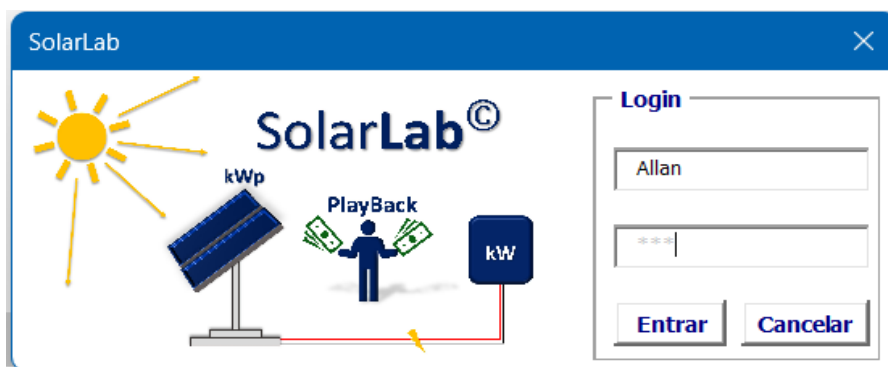 SolarLab
SolarLab©
kWp
PlayBack
kW
Login
Allan
***
Entrar
Cancelar